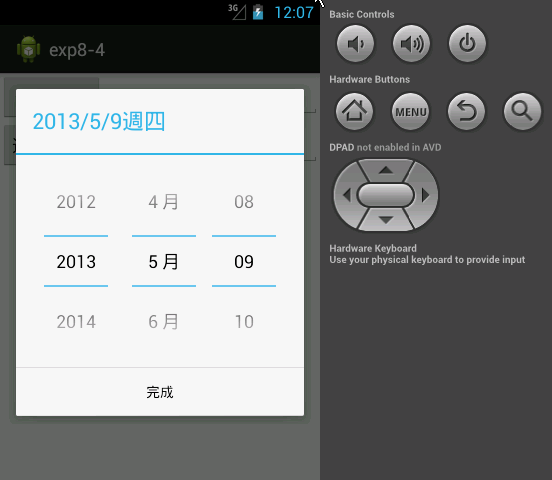 3G 12:07
exp8-4
2013/5/9週四
2012 4月 08
2013 5月 09
2014 6月 10
完成
Basic Controls
Hardware Buttons
MENU
DPAD not enabled in AVD
Hardware Keyboard
Use your physical keyboard to provide input